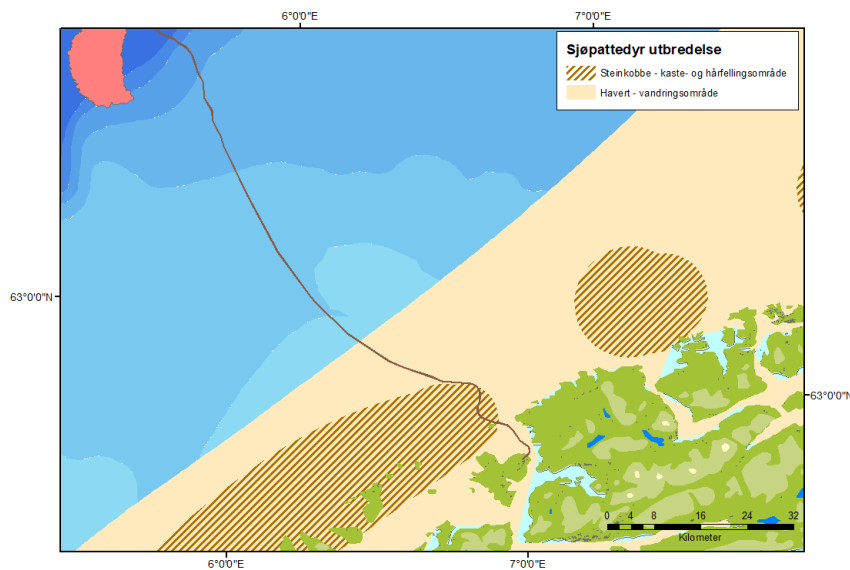 6°0'0"E
7°0'0"E
Sjøpattedyr utbredelse
Steinkobbe - kaste- og hårfellingsområde
Havert - vandringsområde
63°0'0"N
63°0'0"N
0 4 8 16 24 32
Kilometer
6°0'0"E
7°0'0"E